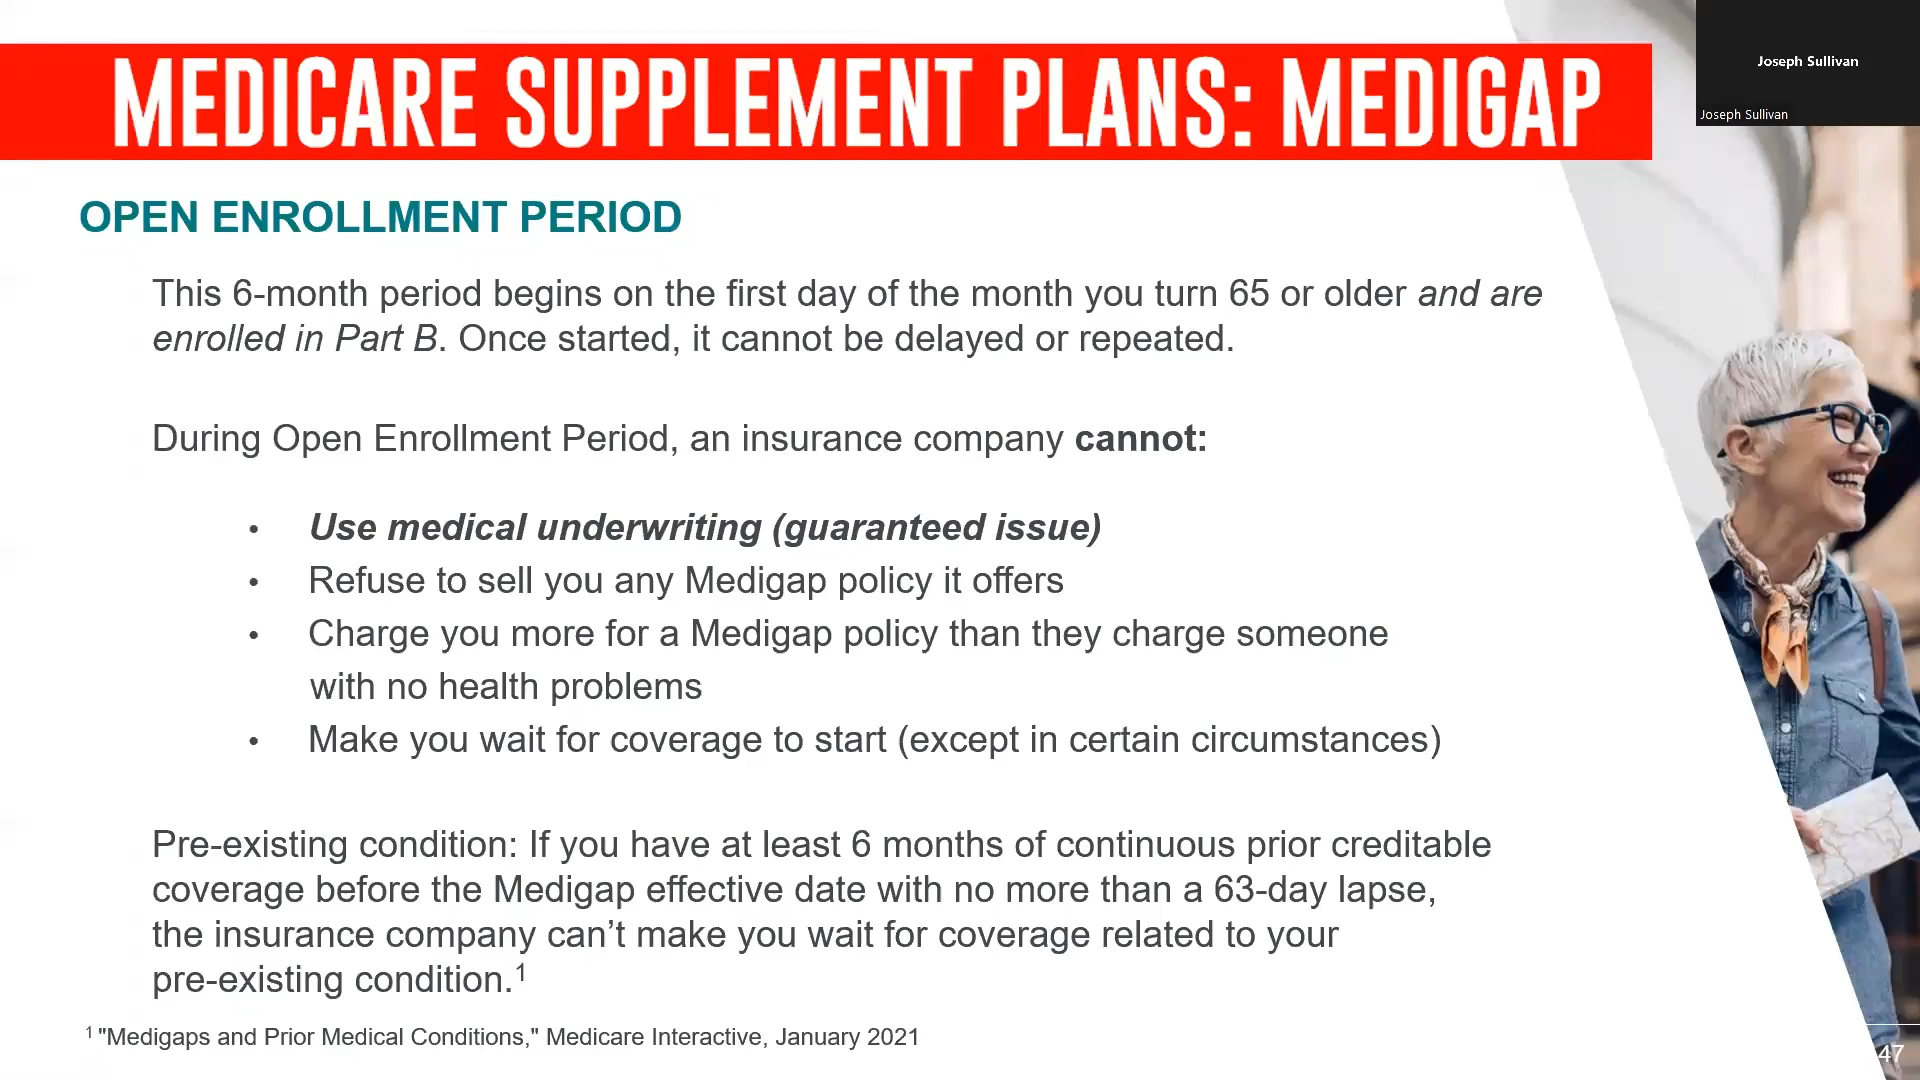 MEDICARE SUPPLEMENT PLANS: MEDIGAP
Joseph Sullivan
Joseph Sullivan
OPEN ENROLLMENT PERIOD
This 6-month period begins on the first day of the month you turn 65 or older and are
enrolled in Part B. Once started, it cannot be delayed or repeated.
During Open Enrollment Period, an insurance company cannot:
• Use medical underwriting (guaranteed issue)
• Refuse to sell you any Medigap policy it offers
• Charge you more for a Medigap policy than they charge someone
with no health problems
• Make you wait for coverage to start (except in certain circumstances)
Pre-existing condition: If you have at least 6 months of continuous prior creditable
coverage before the Medigap effective date with no more than a 63-day lapse,
the insurance company can’t make you wait for coverage related to your
pre-existing condition.¹
¹ "Medigaps and Prior Medical Conditions," Medicare Interactive, January 2021
47